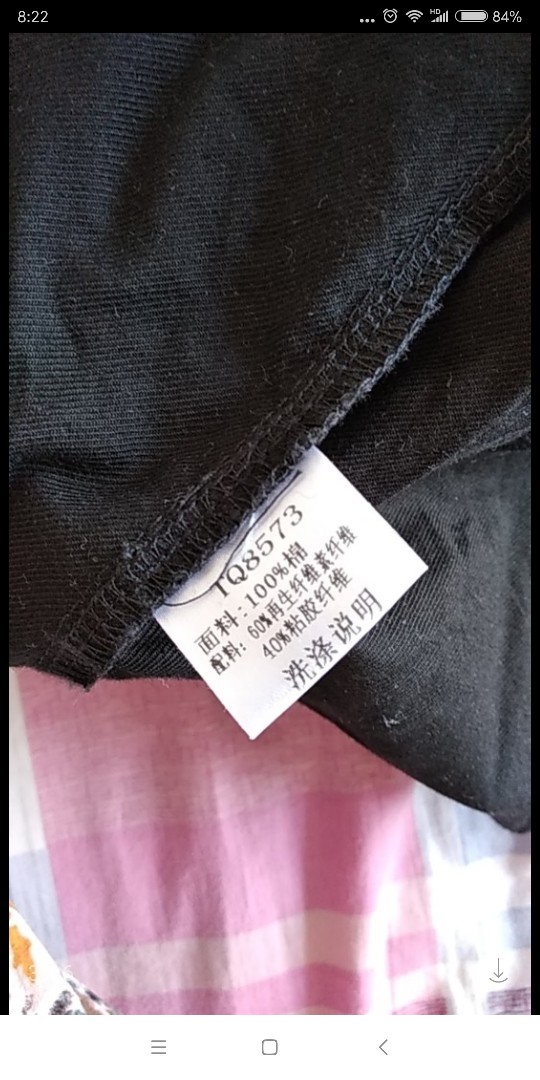 8:22
HD
84%
TQ8573
面料:100%棉
配料:60%再生纤维素纤维
40%粘胶纤维
洗涤说明